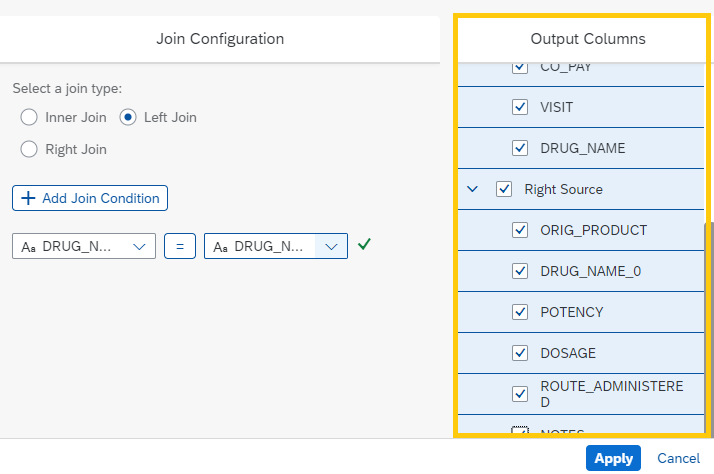 Join Configuration
Output Columns
Select a join type:
Inner Join
Left Join
Right Join
Add Join Condition
Aa DRUG_N...
=
Aa DRUG_N...
CO_PAY
VISIT
DRUG_NAME
Right Source
ORIG_PRODUCT
DRUG_NAME_0
POTENCY
DOSAGE
ROUTE_ADMINISTERE
D
NOTES
Apply
Cancel